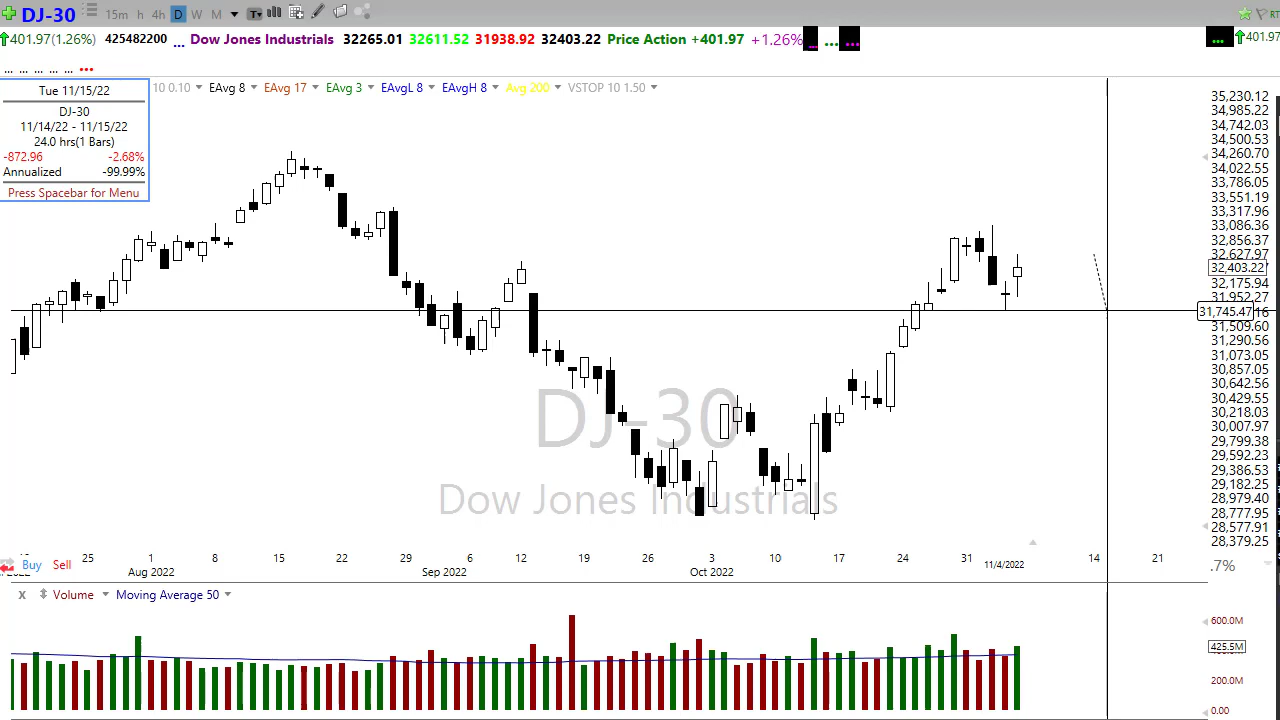 DJ-30 15m h 4h D W M T RT
401.97(1.26%) 425482200 ... Dow Jones Industrials 32265.01 32611.52 31938.92 32403.22 Price Action +401.97 +1.26% ... ... ... ... 401.97
... ... ... ... ... ...
10 0.10 EAvg 8 EAvg 17 EAvg 3 EAvgL 8 EAvgH 8 Avg 200 VSTOP 10 1.50
Tue 11/15/22
DJ-30
11/14/22 - 11/15/22
24.0 hrs(1 Bars)
-872.96 -2.68%
Annualized -99.99%
Press Spacebar for Menu
35,230.12
34,985.22
34,742.03
34,500.53
34,260.70
34,022.55
33,786.05
33,551.19
33,317.96
33,086.36
32,856.37
32,627.97
32,403.22
32,175.94
31,952.27
31,745.47
31,509.60
31,290.56
31,073.05
30,857.05
30,642.56
30,429.55
30,218.03
30,007.97
29,799.38
29,592.23
29,386.53
29,182.25
28,979.40
28,777.95
28,577.91
28,379.25
DJ-30
Dow Jones Industrials
25 1 8 15 22 29 6 12 19 26 3 10 17 24 31 11/4/2022 14 21
Aug 2022 Sep 2022 Oct 2022
Buy Sell
.7%
X Volume Moving Average 50
600.0M
425.5M
200.0M
0.00